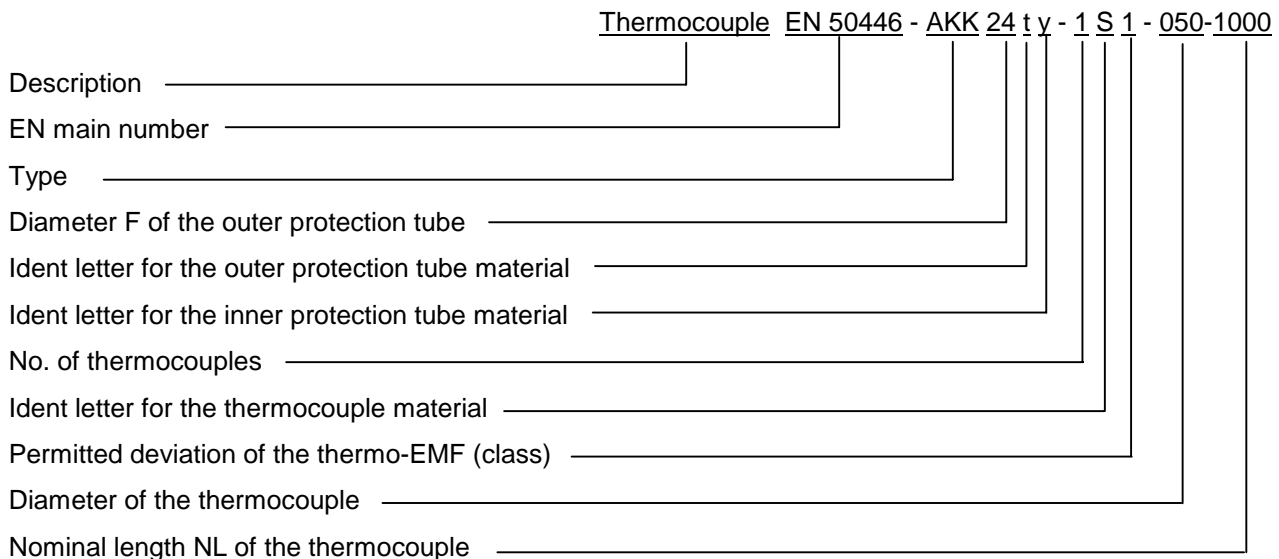 Thermocouple EN 50446 - AKK 24 t y - 1 S 1 - 050-1000
Description
EN main number
Type
Diameter F of the outer protection tube
Ident letter for the outer protection tube material
Ident letter for the inner protection tube material
No. of thermocouples
Ident letter for the thermocouple material
Permitted deviation of the thermo-EMF (class)
Diameter of the thermocouple
Nominal length NL of the thermocouple